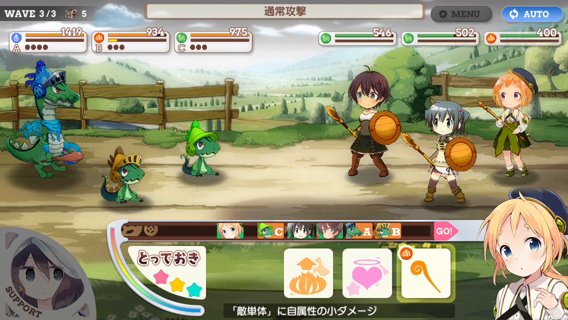 WAVE 3/3 5
通常攻撃
MENU
AUTO
1419
934
975
546
502
400
A
B
C
C
A
B
GO!
とっておき
SUPPORT
「敵単体」に自属性の小ダメージ